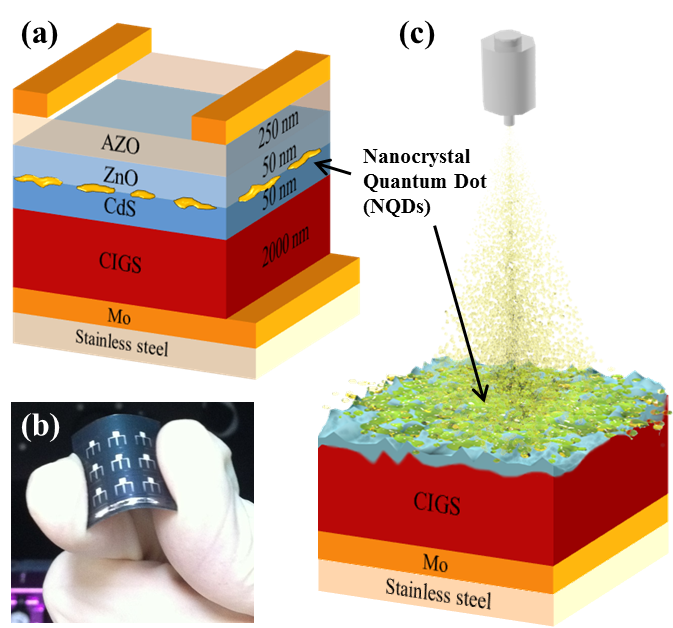 (a)
AZO
ZnO
CdS
CIGS
Mo
Stainless steel
250 nm
50 nm
50 nm
2000 nm
Nanocrystal
Quantum Dot
(NQDs)
(b)
(c)
CIGS
Mo
Stainless steel